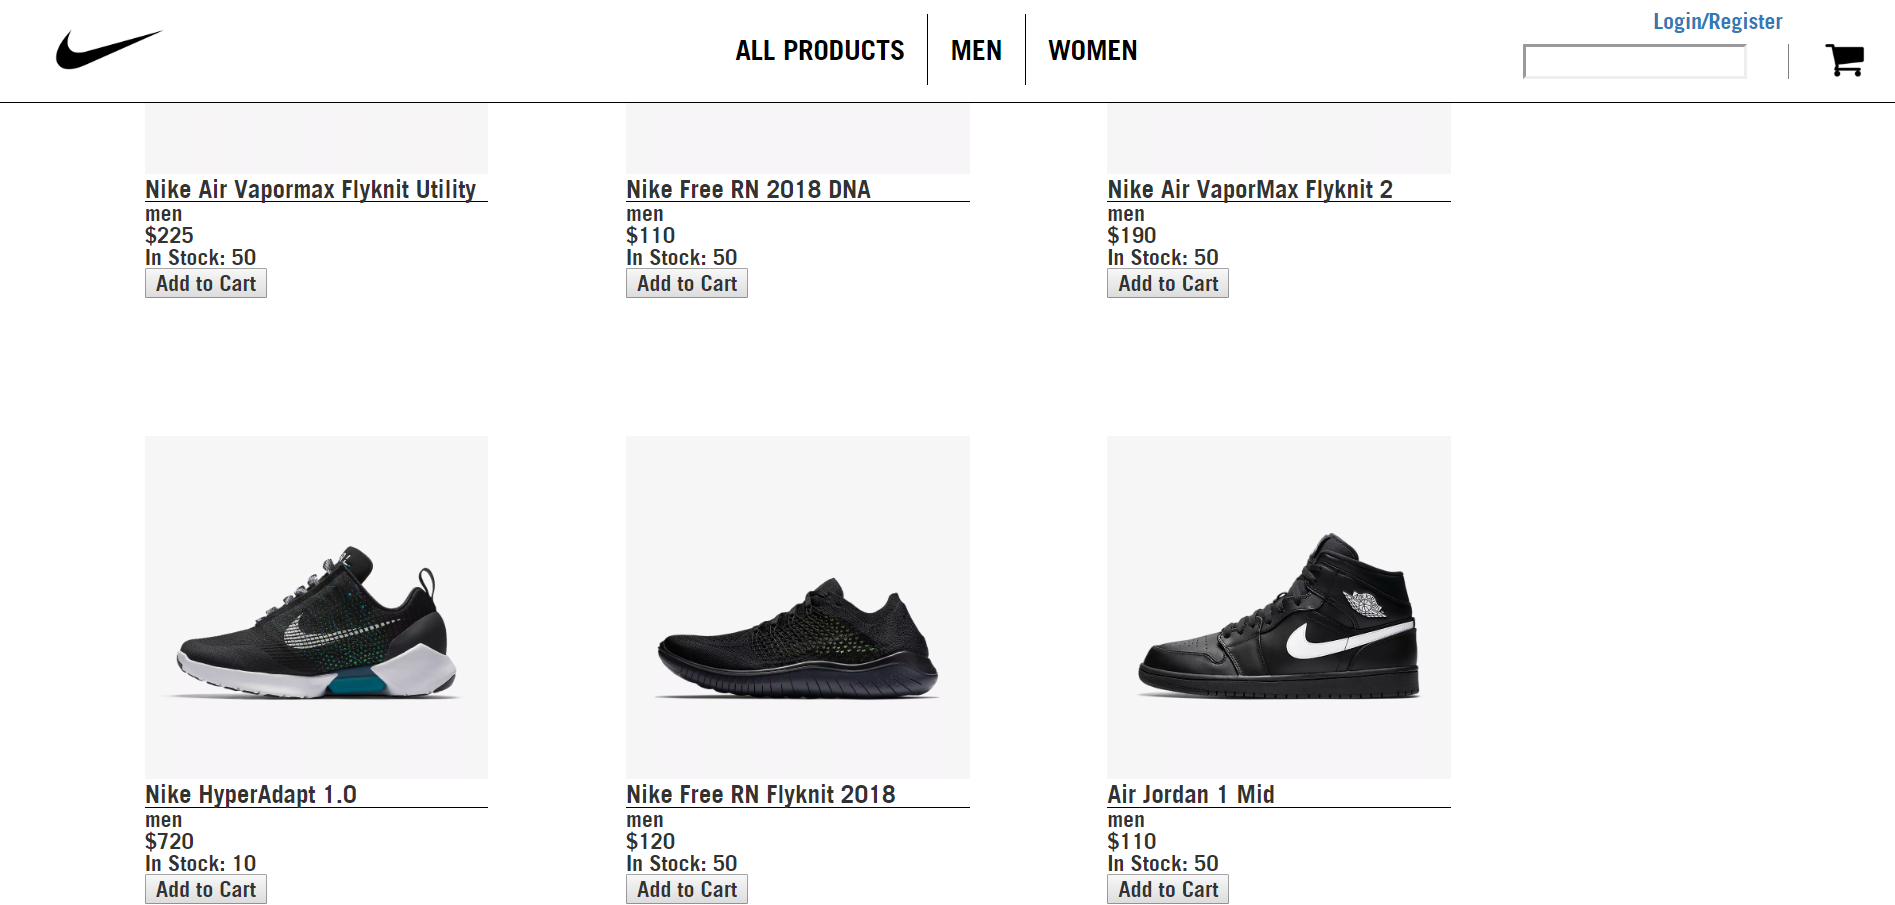 Login/Register
ALL PRODUCTS
MEN
WOMEN
Nike Air Vapormax Flyknit Utility
men
$225
In Stock: 50
Add to Cart
Nike Free RN 2018 DNA
men
$110
In Stock: 50
Add to Cart
Nike Air VaporMax Flyknit 2
men
$190
In Stock: 50
Add to Cart
Nike HyperAdapt 1.0
men
$720
In Stock: 10
Add to Cart
Nike Free RN Flyknit 2018
men
$120
In Stock: 50
Add to Cart
Air Jordan 1 Mid
men
$110
In Stock: 50
Add to Cart